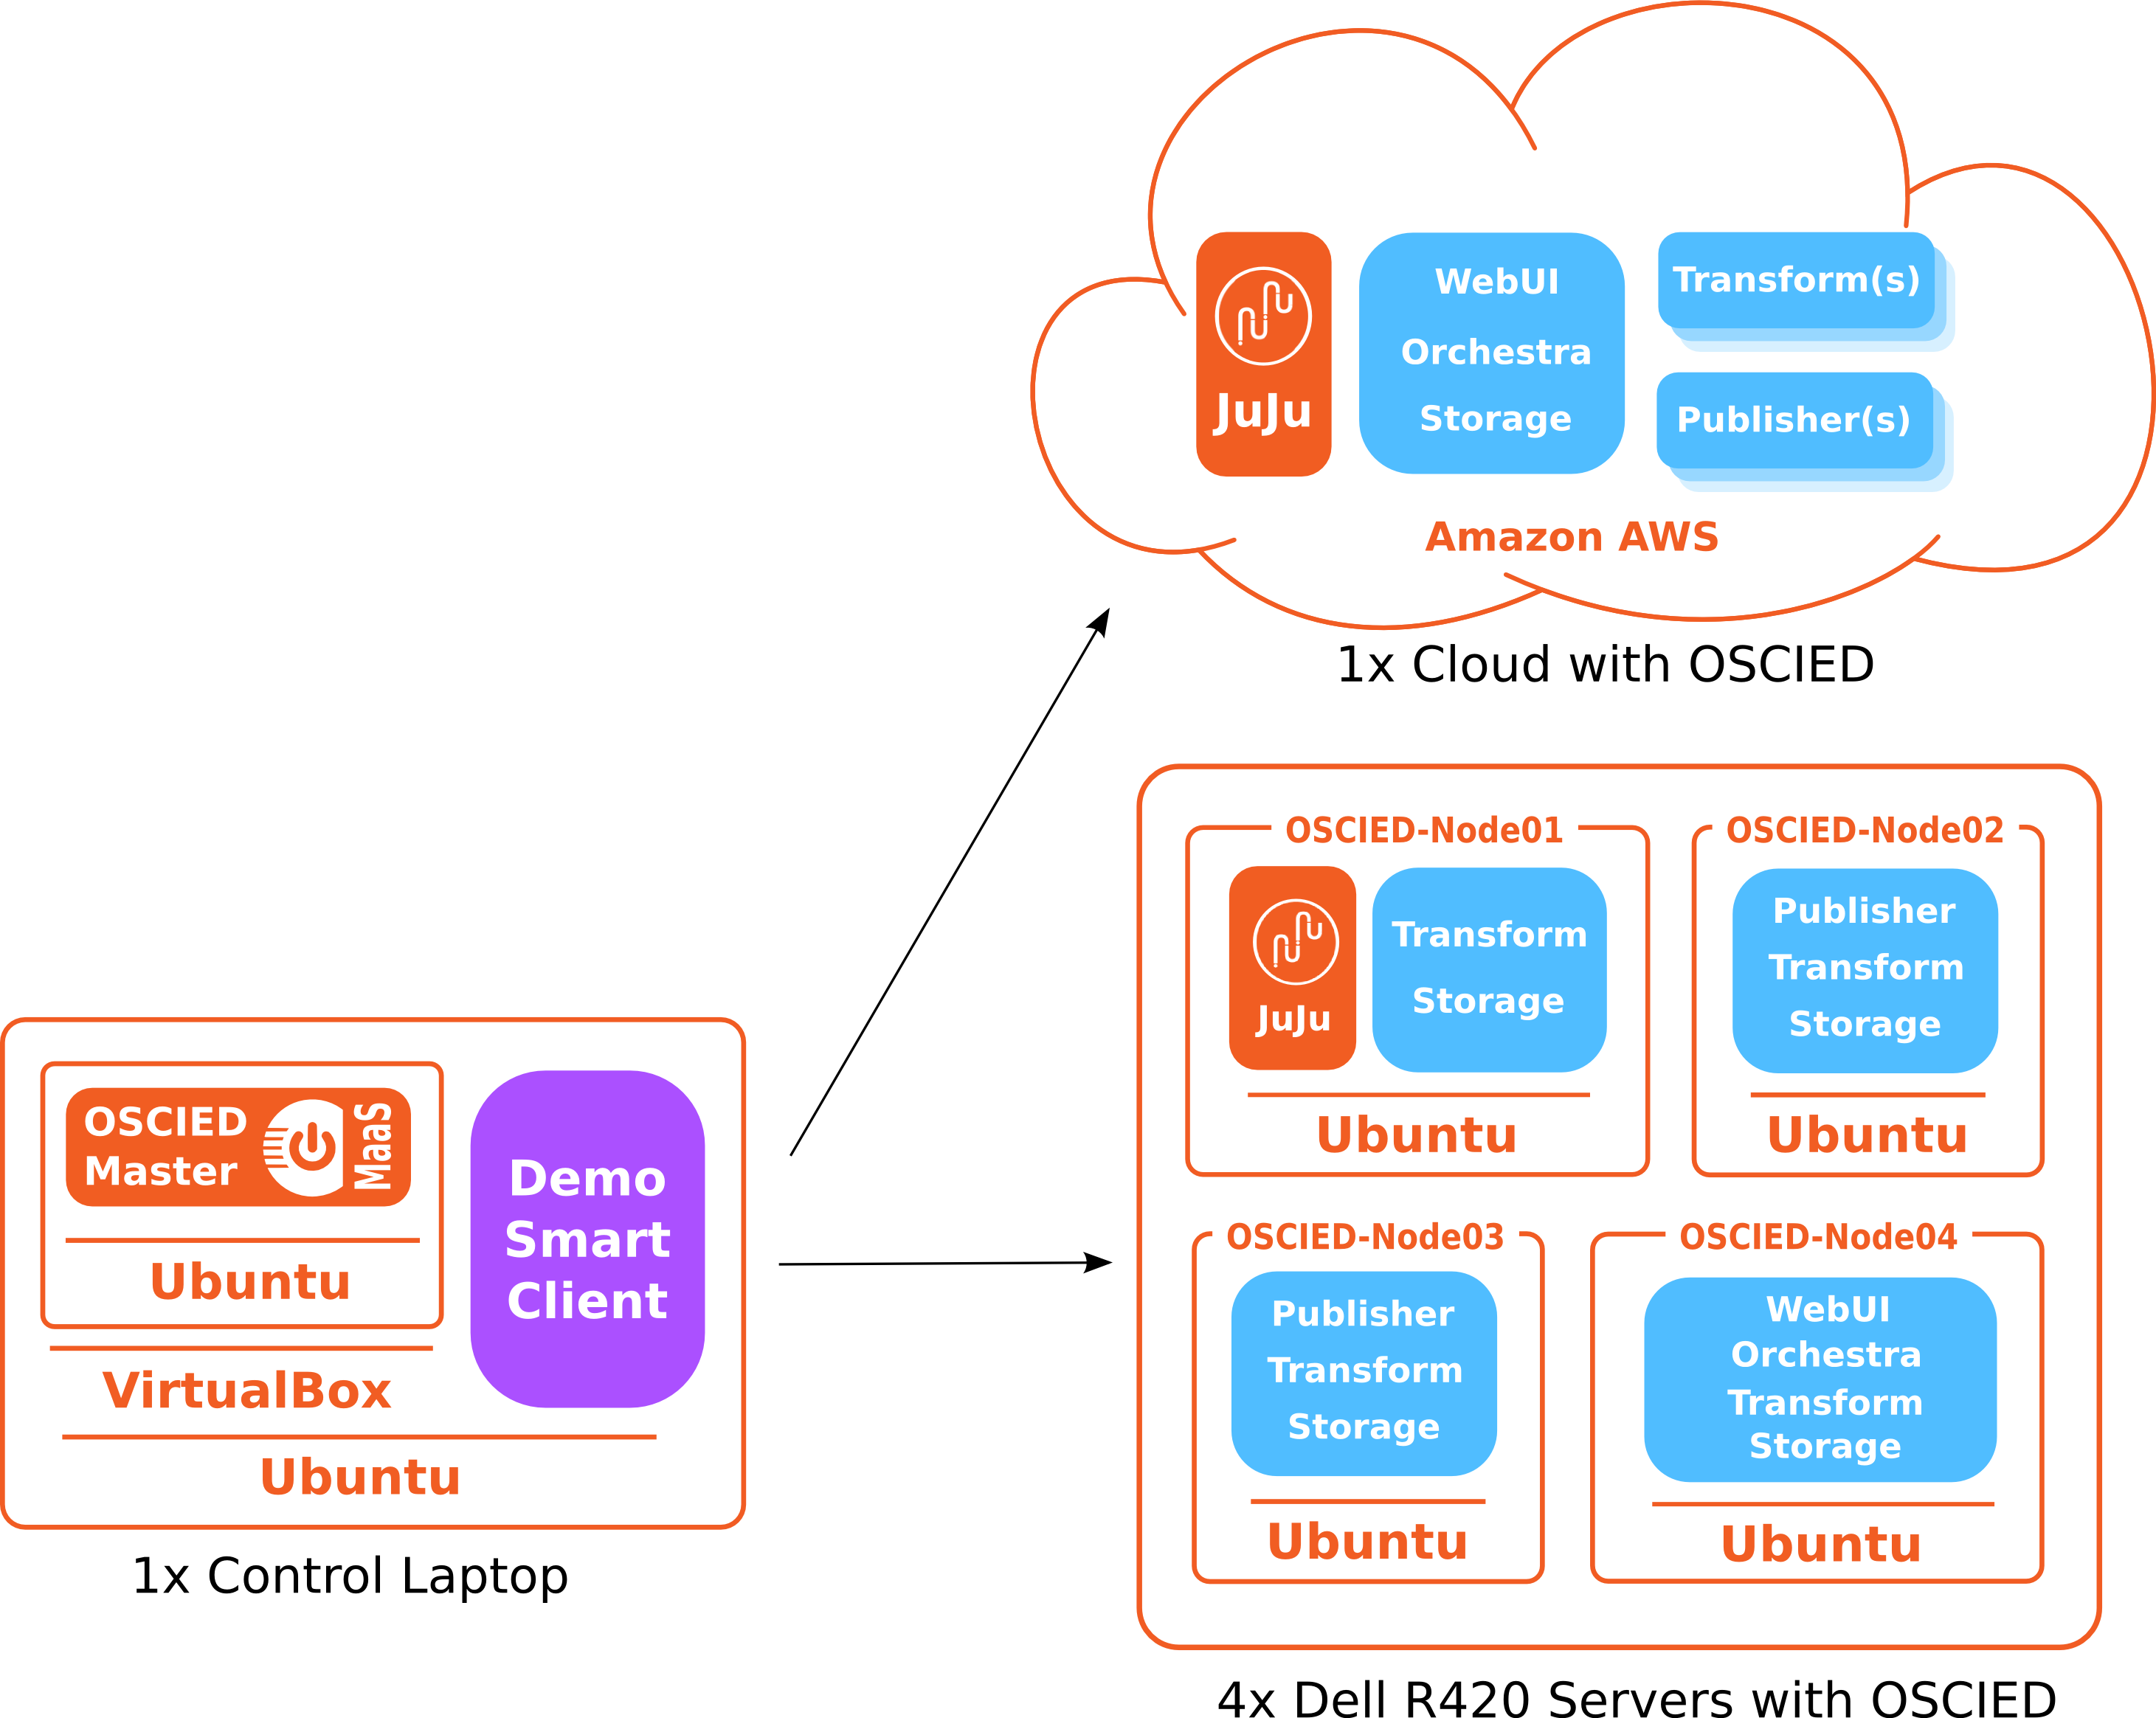 JuJu
WebUI
Orchestra
Storage
Transform(s)
Publisher(s)
Amazon AWS
1x Cloud with OSCIED
OSCIED
Master
MaaS
Ubuntu
VirtualBox
Ubuntu
Demo
Smart
Client
1x Control Laptop
OSCIED-Node01
JuJu
Transform
Storage
Ubuntu
OSCIED-Node02
Publisher
Transform
Storage
Ubuntu
OSCIED-Node03
Publisher
Transform
Storage
Ubuntu
OSCIED-Node04
WebUI
Orchestra
Transform
Storage
Ubuntu
4x Dell R420 Servers with OSCIED